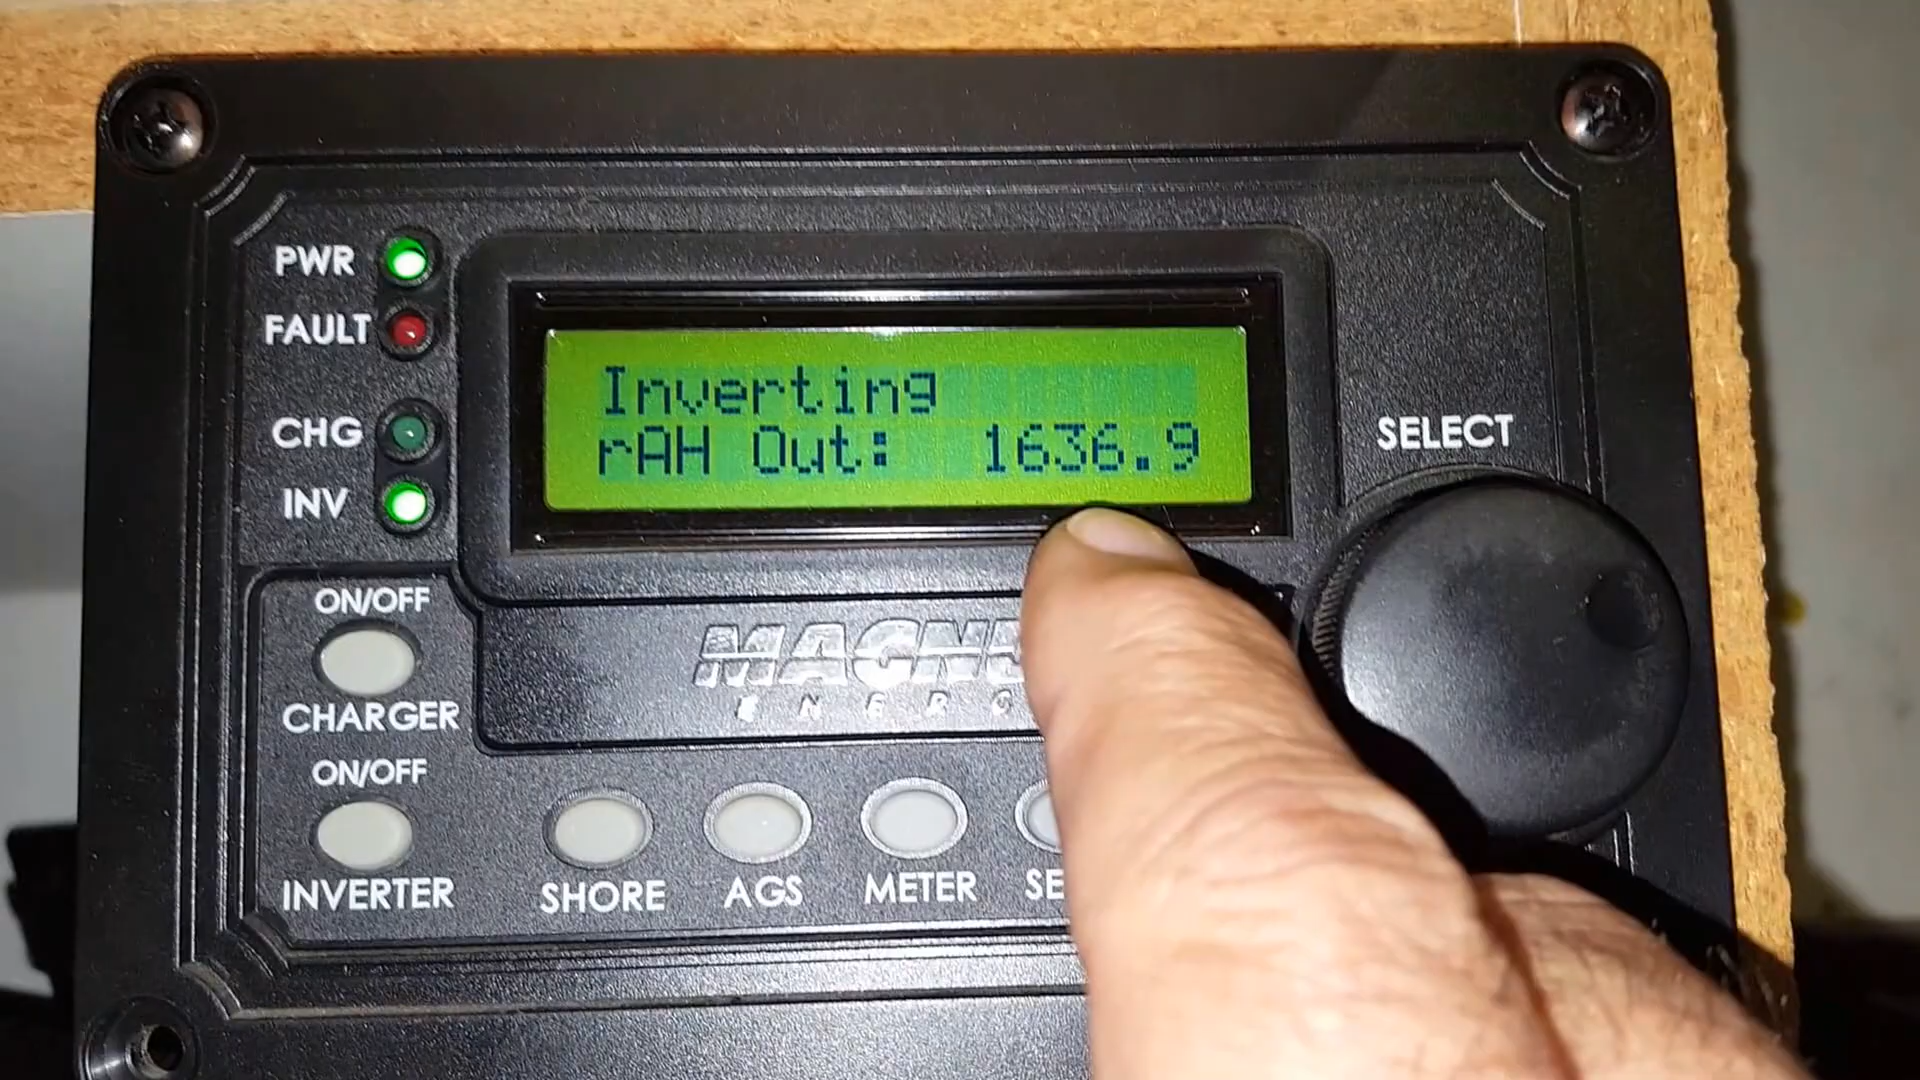 PWR
FAULT
CHG
INV
Inverting
rAH Out: 1636.9
SELECT
ON/OFF
CHARGER
ON/OFF
INVERTER
SHORE
AGS
METER
ENERG